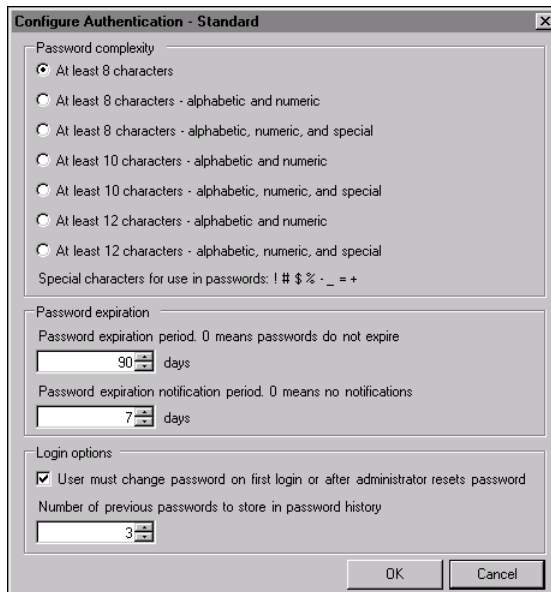 Configure Authentication - Standard
Password complexity
At least 8 characters
At least 8 characters - alphabetic and numeric
At least 8 characters - alphabetic, numeric, and special
At least 10 characters - alphabetic and numeric
At least 10 characters - alphabetic, numeric, and special
At least 12 characters - alphabetic and numeric
At least 12 characters - alphabetic, numeric, and special
Special characters for use in passwords: ! # $ % - _ = +
Password expiration
Password expiration period. 0 means passwords do not expire
90 days
Password expiration notification period. 0 means no notifications
7 days
Login options
User must change password on first login or after administrator resets password
Number of previous passwords to store in password history
3
OK Cancel